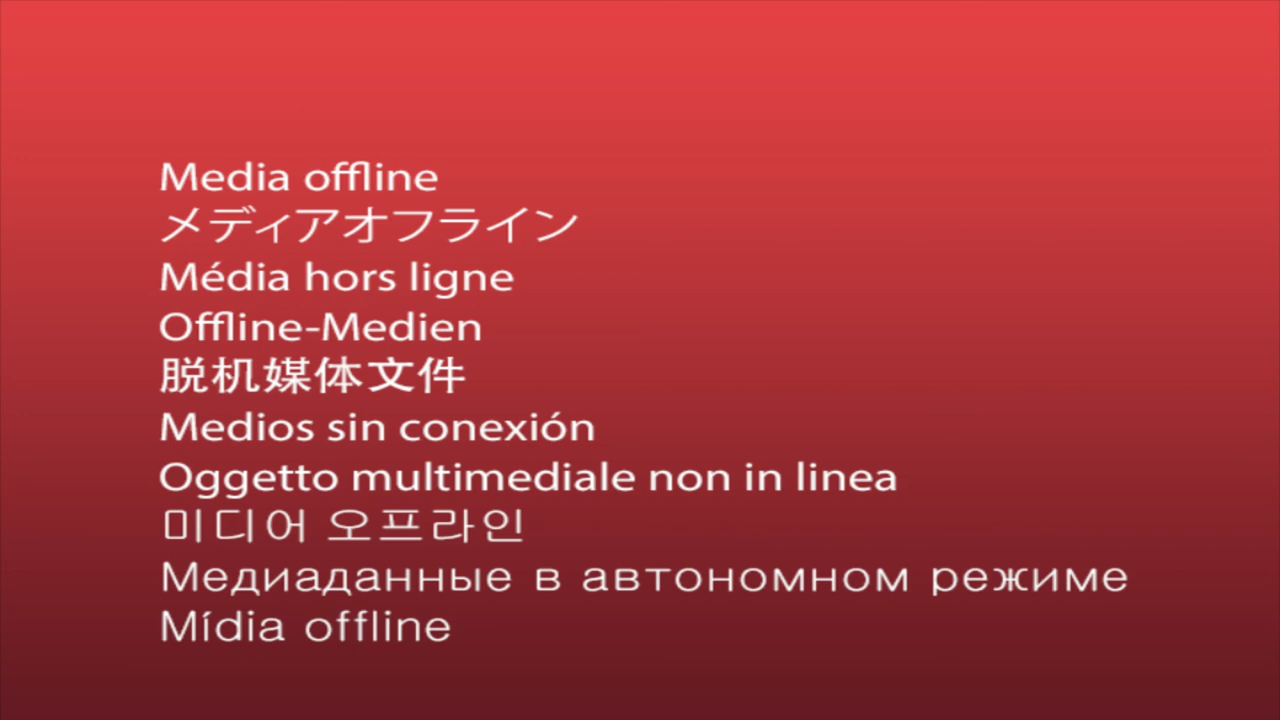 Media offline
メディアオフライン
Média hors ligne
Offline-Medien
脱机媒体文件
Medios sin conexión
Oggetto multimediale non in linea
미디어 오프라인
Медиаданные в автономном режиме
Mídia offline